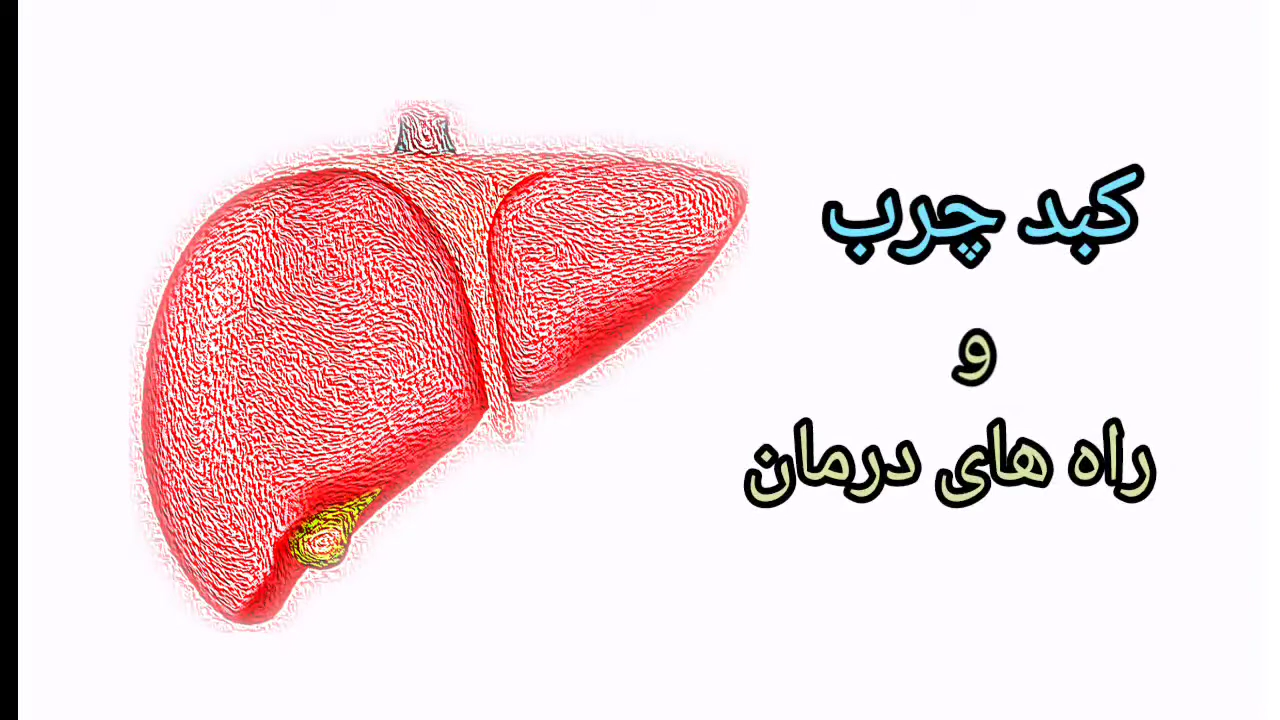 کبد چرب
و
راه های درمان